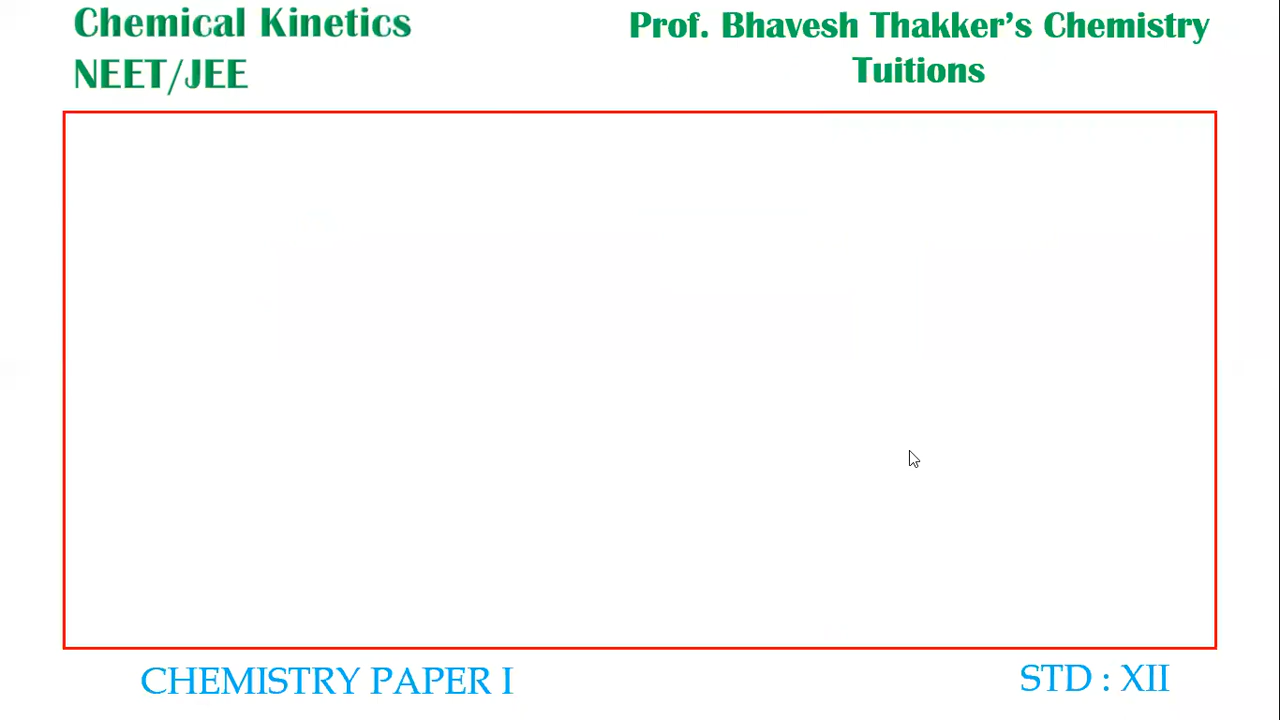 Chemical Kinetics
NEET/JEE
Prof. Bhavesh Thakker’s Chemistry
Tuitions
CHEMISTRY PAPER I
STD : XII